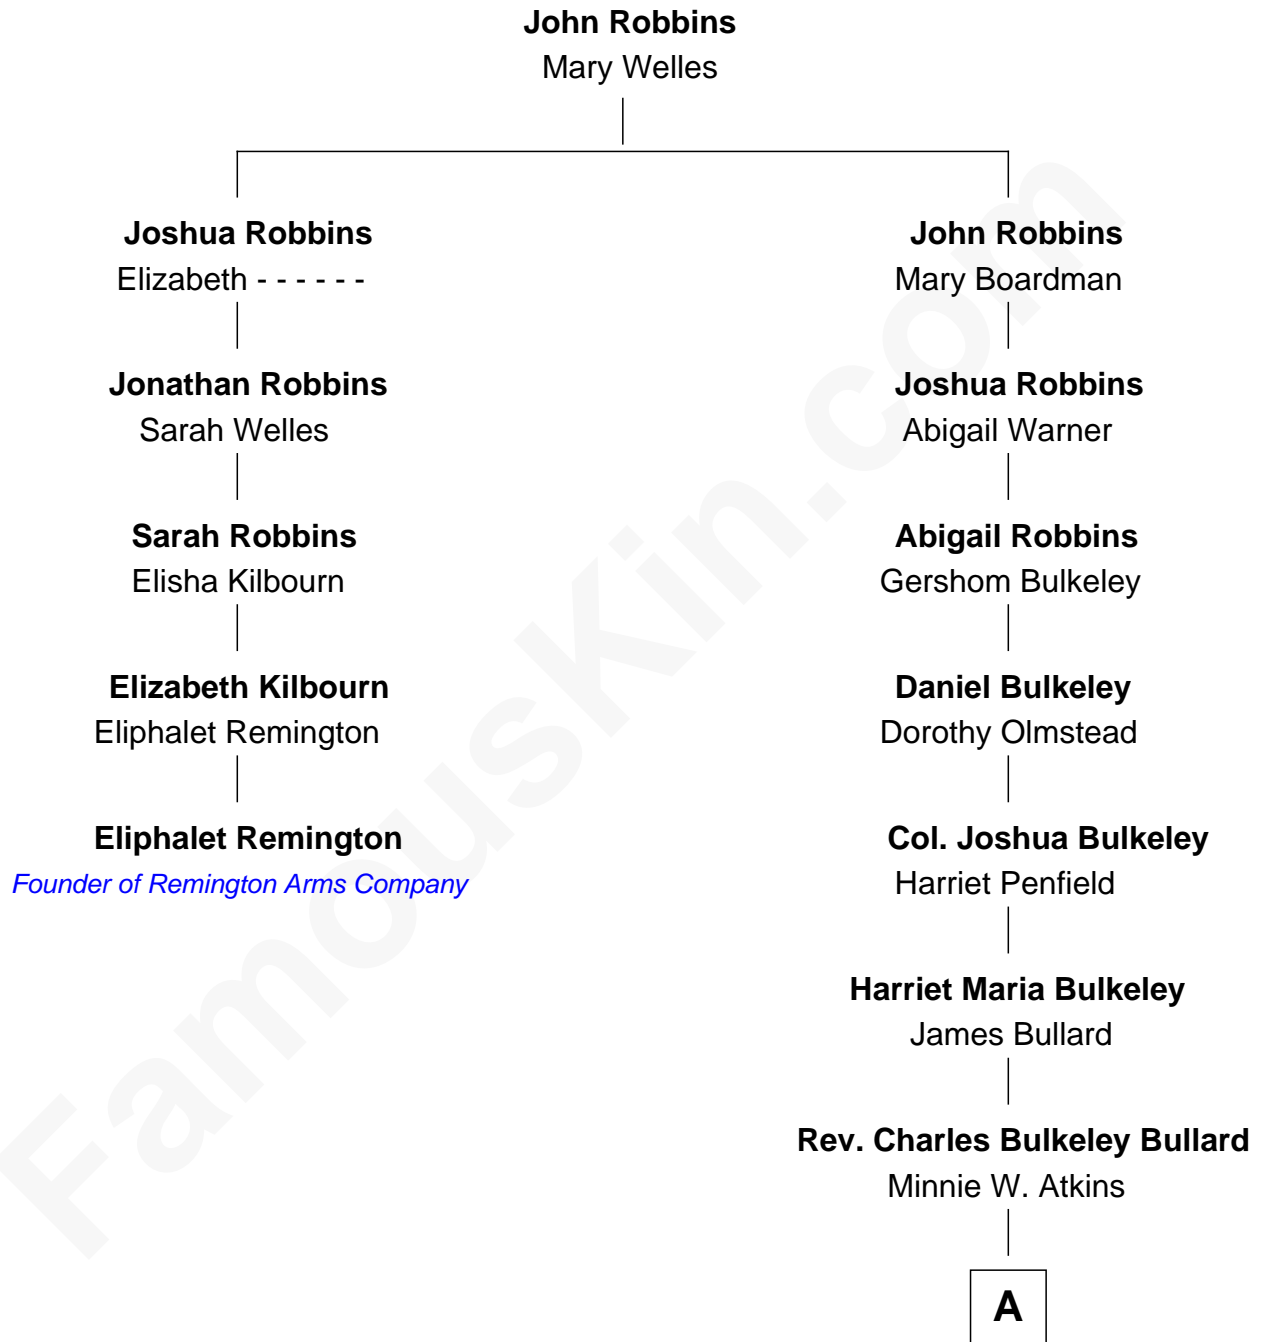 John Robbins
Mary Welles
Joshua Robbins
Elizabeth - - - - - -
John Robbins
Mary Boardman
Jonathan Robbins
Sarah Welles
Joshua Robbins
Abigail Warner
Sarah Robbins
Elisha Kilbourn
Abigail Robbins
Gershom Bulkeley
Elizabeth Kilbourn
Eliphalet Remington
Daniel Bulkeley
Dorothy Olmstead
Eliphalet Remington
Founder of Remington Arms Company
Col. Joshua Bulkeley
Harriet Penfield
Harriet Maria Bulkeley
James Bullard
Rev. Charles Bulkeley Bullard
Minnie W. Atkins
A
FamousKin.com